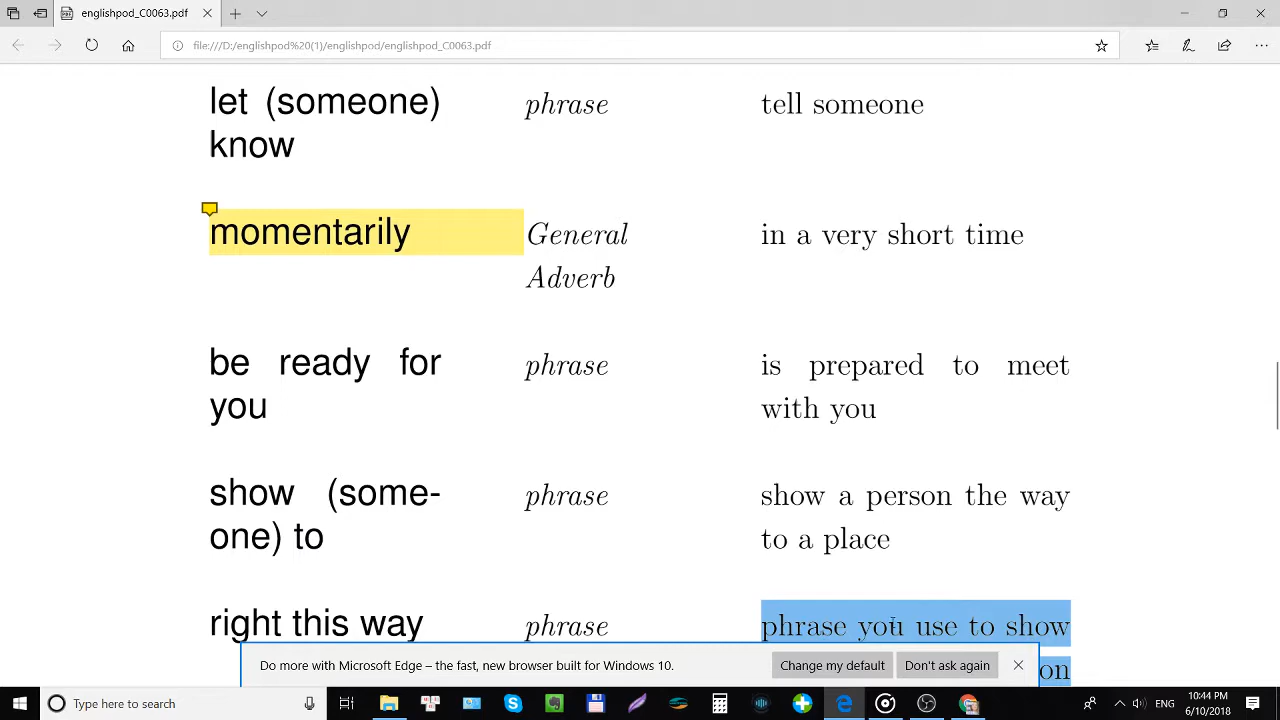 englishpod_C0063.pdf
file:///D:/englishpod%20(1)/englishpod/englishpod_C0063.pdf
let (someone) phrase tell someone
know
momentarily General in a very short time
Adverb
be ready for phrase is prepared to meet
you with you
show (some- phrase show a person the way
one) to to a place
right this way phrase phrase you use to show
on
Do more with Microsoft Edge – the fast, new browser built for Windows 10. Change my default Don't ask again
Type here to search
ENG
10:44 PM
6/10/2018